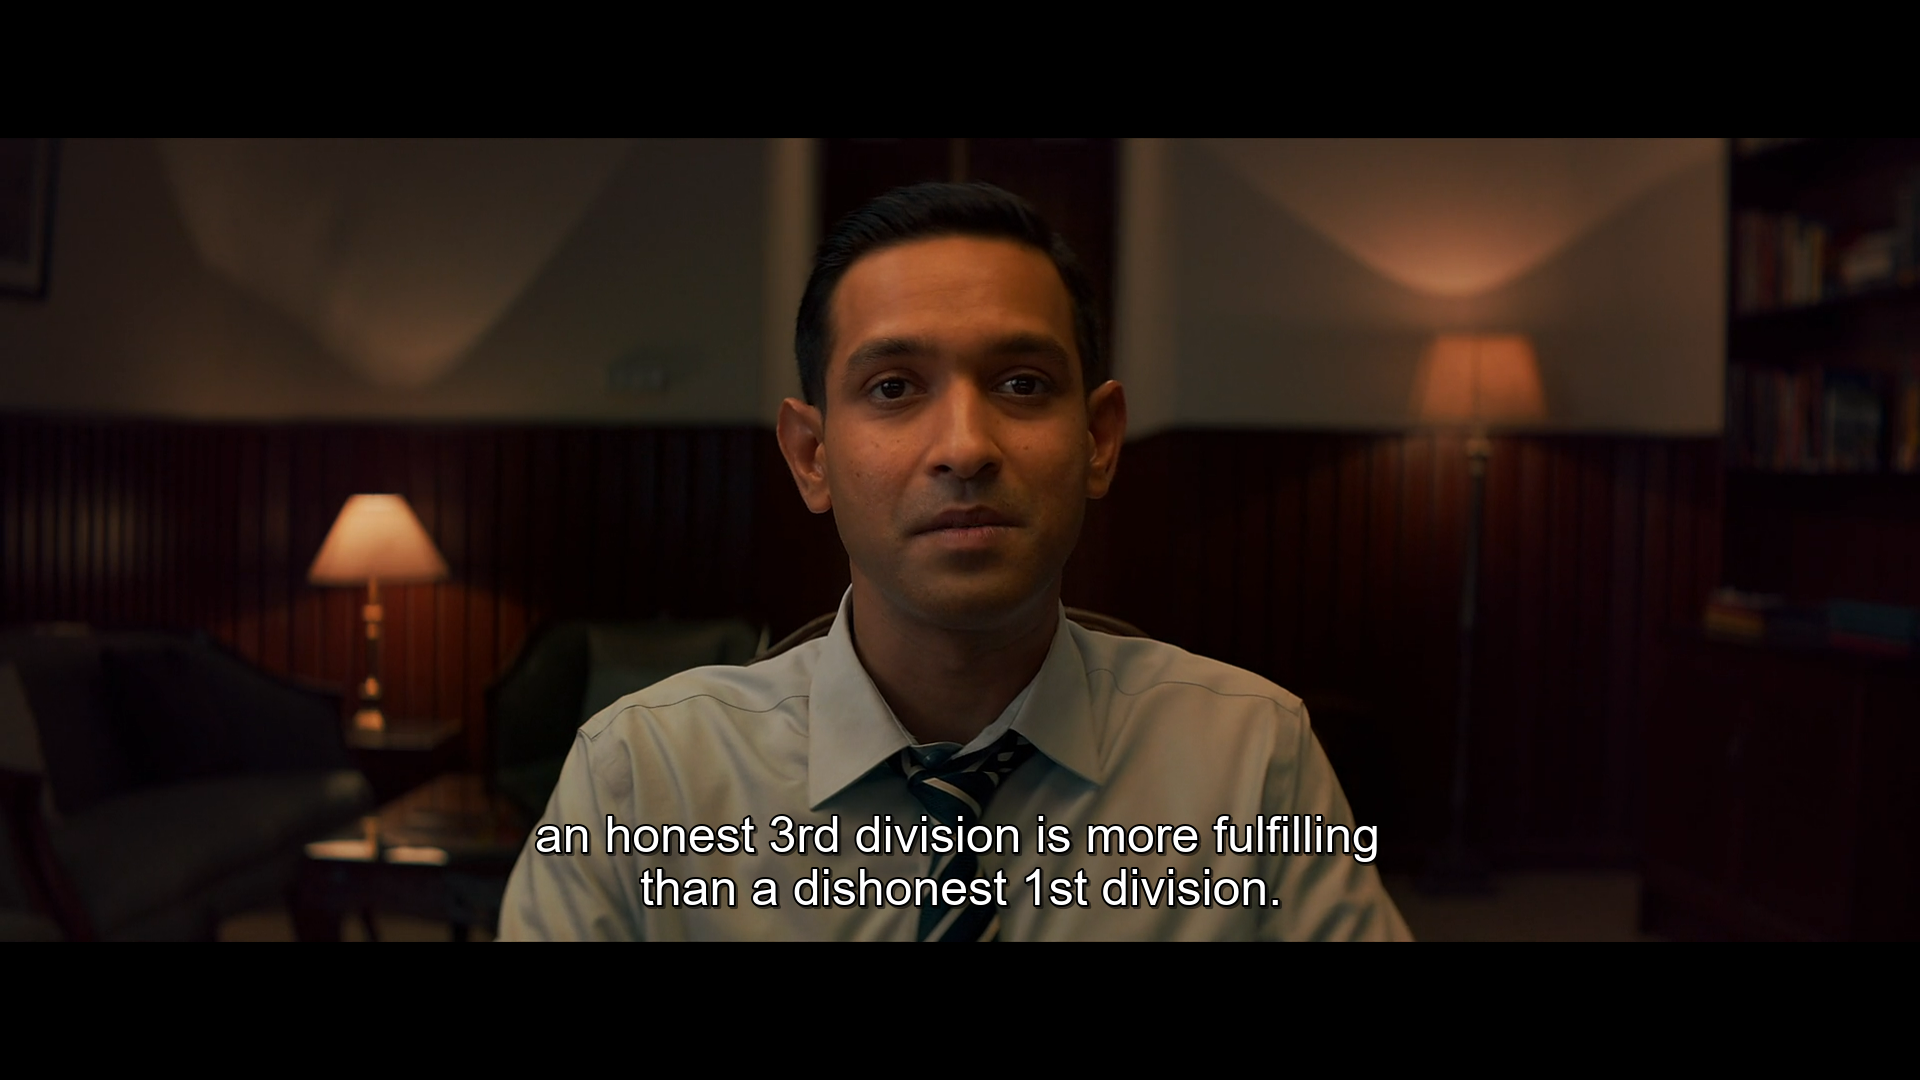 an honest 3rd division is more fulfilling
than a dishonest 1st division.